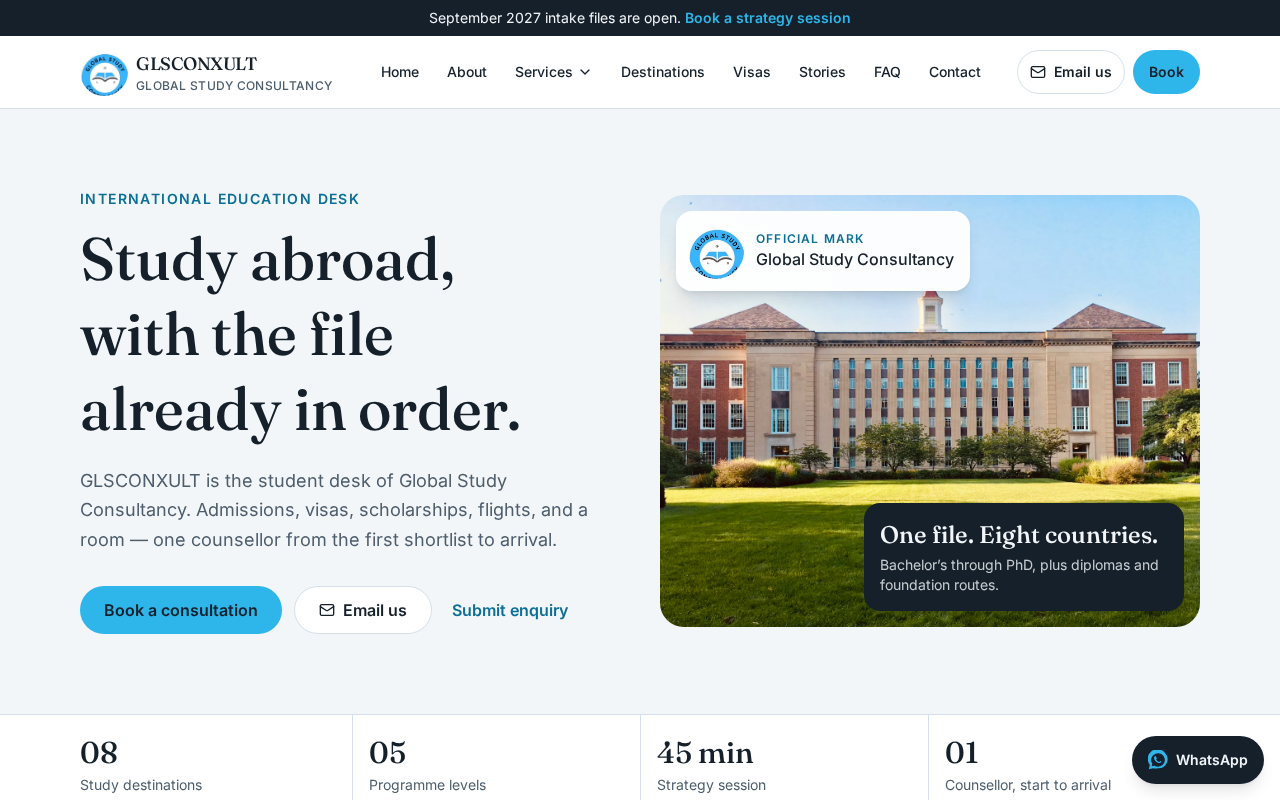 September 2027 intake files are open. Book a strategy session
GLSCONXULT
GLOBAL STUDY CONSULTANCY
Home
About
Services
Destinations
Visas
Stories
FAQ
Contact
Email us
Book
INTERNATIONAL EDUCATION DESK
Study abroad,
with the file
already in order.
GLSCONXULT is the student desk of Global Study
Consultancy. Admissions, visas, scholarships, flights, and a
room — one counsellor from the first shortlist to arrival.
Book a consultation
Email us
Submit enquiry
GLOBAL STUDY
OFFICIAL MARK
Global Study Consultancy
One file. Eight countries.
Bachelor’s through PhD, plus diplomas and
foundation routes.
08
Study destinations
05
Programme levels
45 min
Strategy session
01
Counsellor, start to arrival
WhatsApp